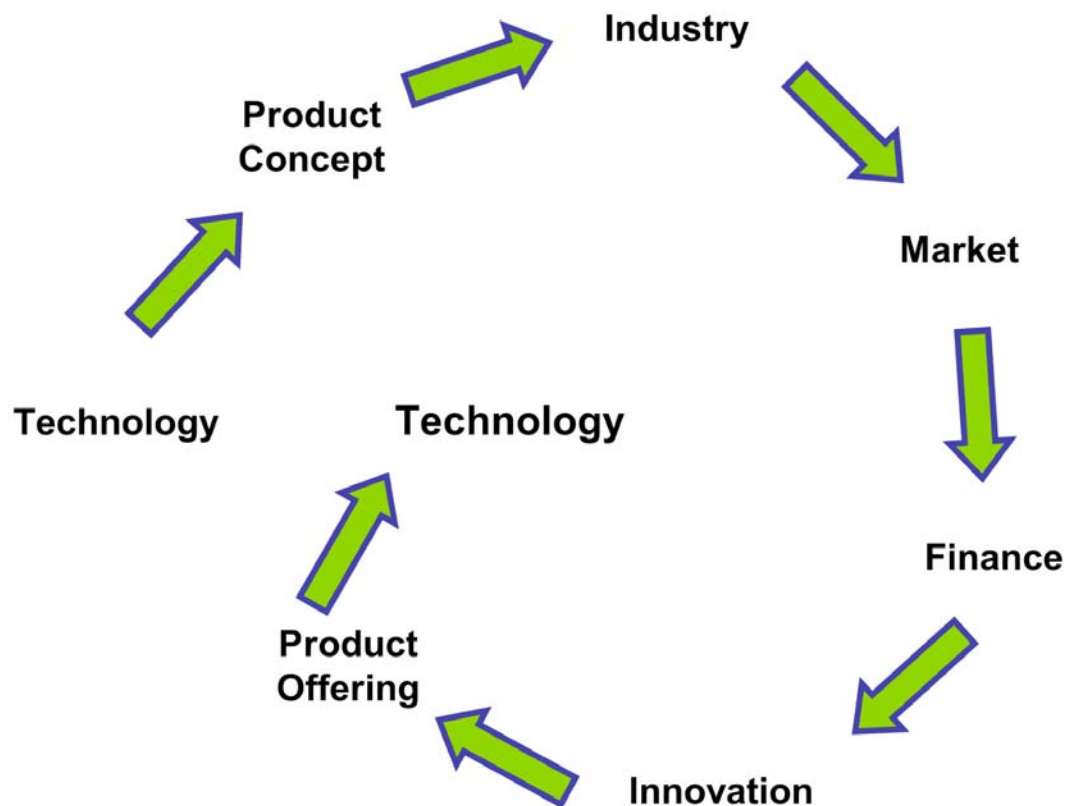 Industry
Product
Concept
Market
Technology
Technology
Finance
Product
Offering
Innovation